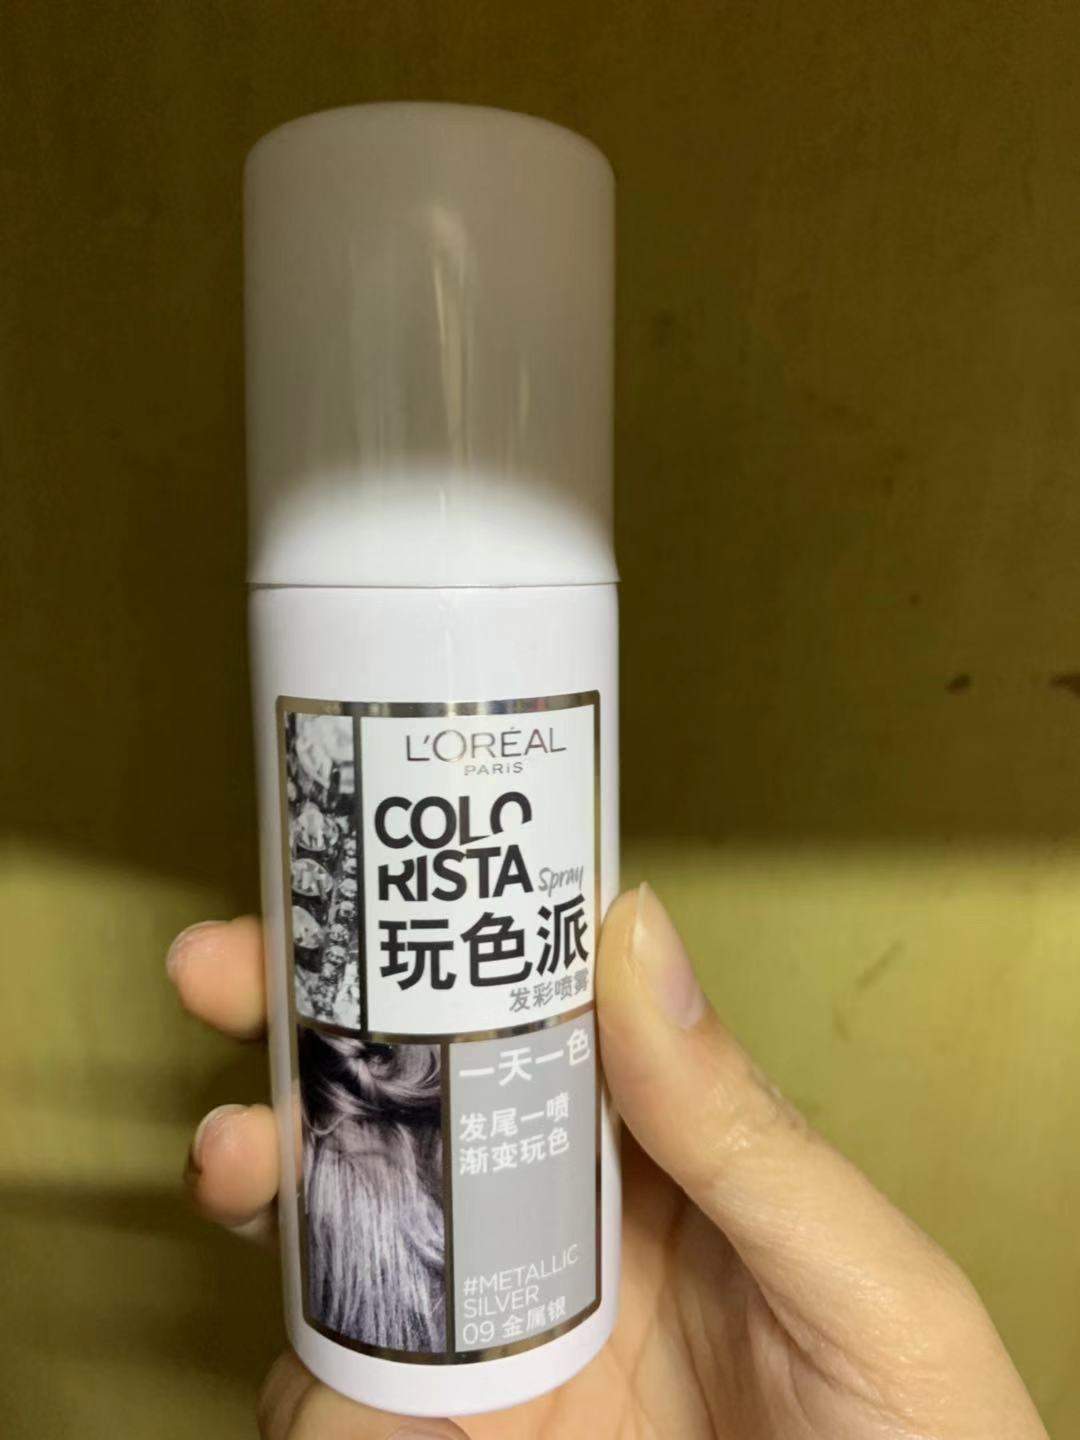 L'ORÉAL
PARIS
COLO
RISTA Spray
玩色派
发彩喷雾
一天一色
发尾一喷
渐变玩色
#METALLIC
SILVER
09 金属银